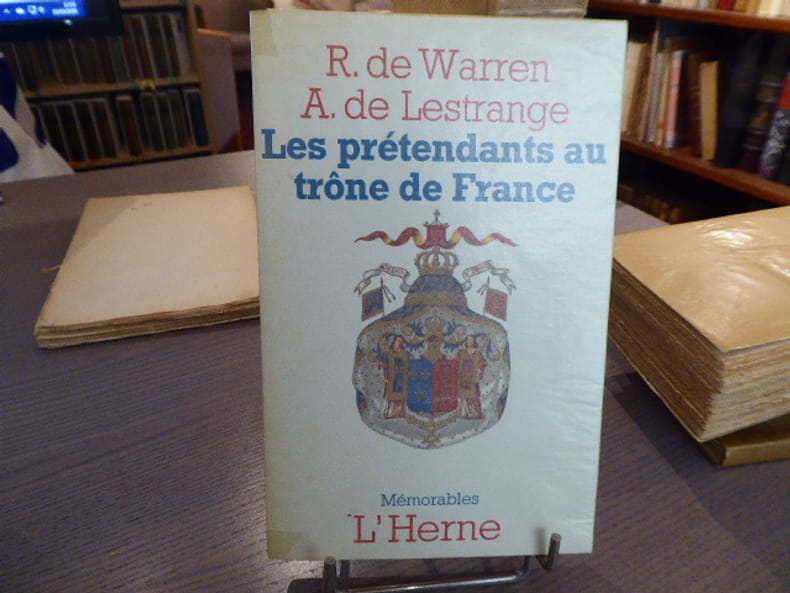 R. de Warren
A. de Lestrange
Les prétendants au
trône de France
Mémorables
L'Herne